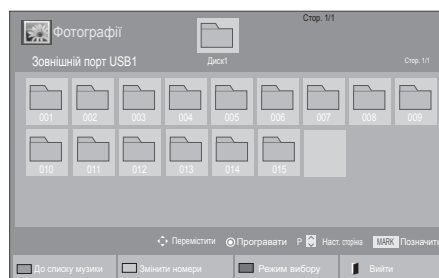 Стор. 1/1
Фотографії
Зовнішній порт USB1
Диск1
Стор. 1/1
001 002 003 004 005 006 007 008 009
010 011 012 013 014 015
Перемістити Програвати P Наст. сторінка MARK Позначити
До списку музики Змінити номери Режим вибору Вийти